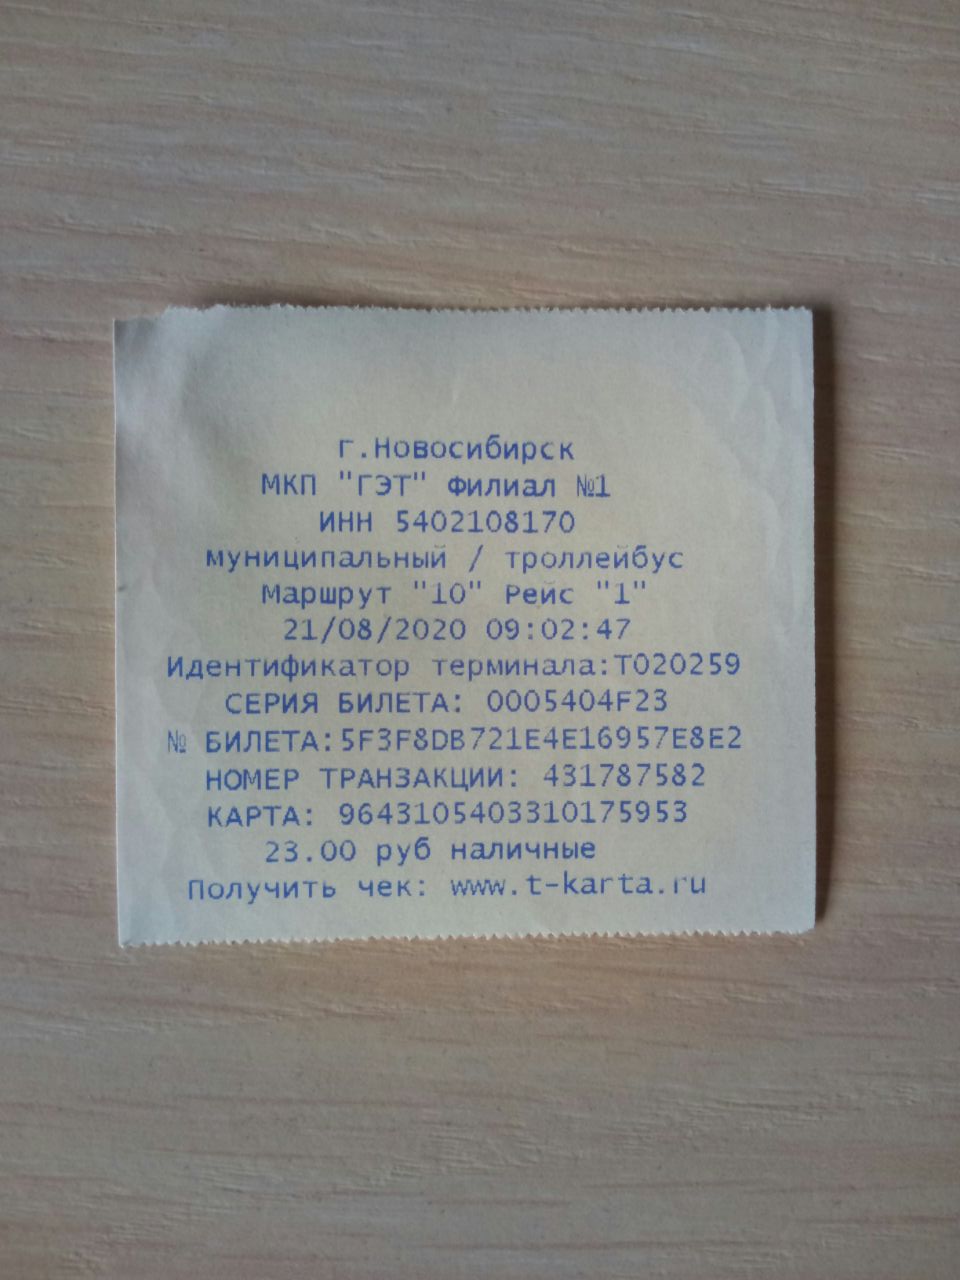 г.Новосибирск
МКП "ГЭТ" Филиал №1
ИНН 5402108170
муниципальный / троллейбус
Маршрут "10" Рейс "1"
21/08/2020 09:02:47
Идентификатор терминала:T020259
СЕРИЯ БИЛЕТА: 0005404F23
№ БИЛЕТА:5F3F8DB721E4E16957E8E2
НОМЕР ТРАНЗАКЦИИ: 431787582
КАРТА: 9643105403310175953
23.00 руб наличные
Получить чек: www.t-karta.ru